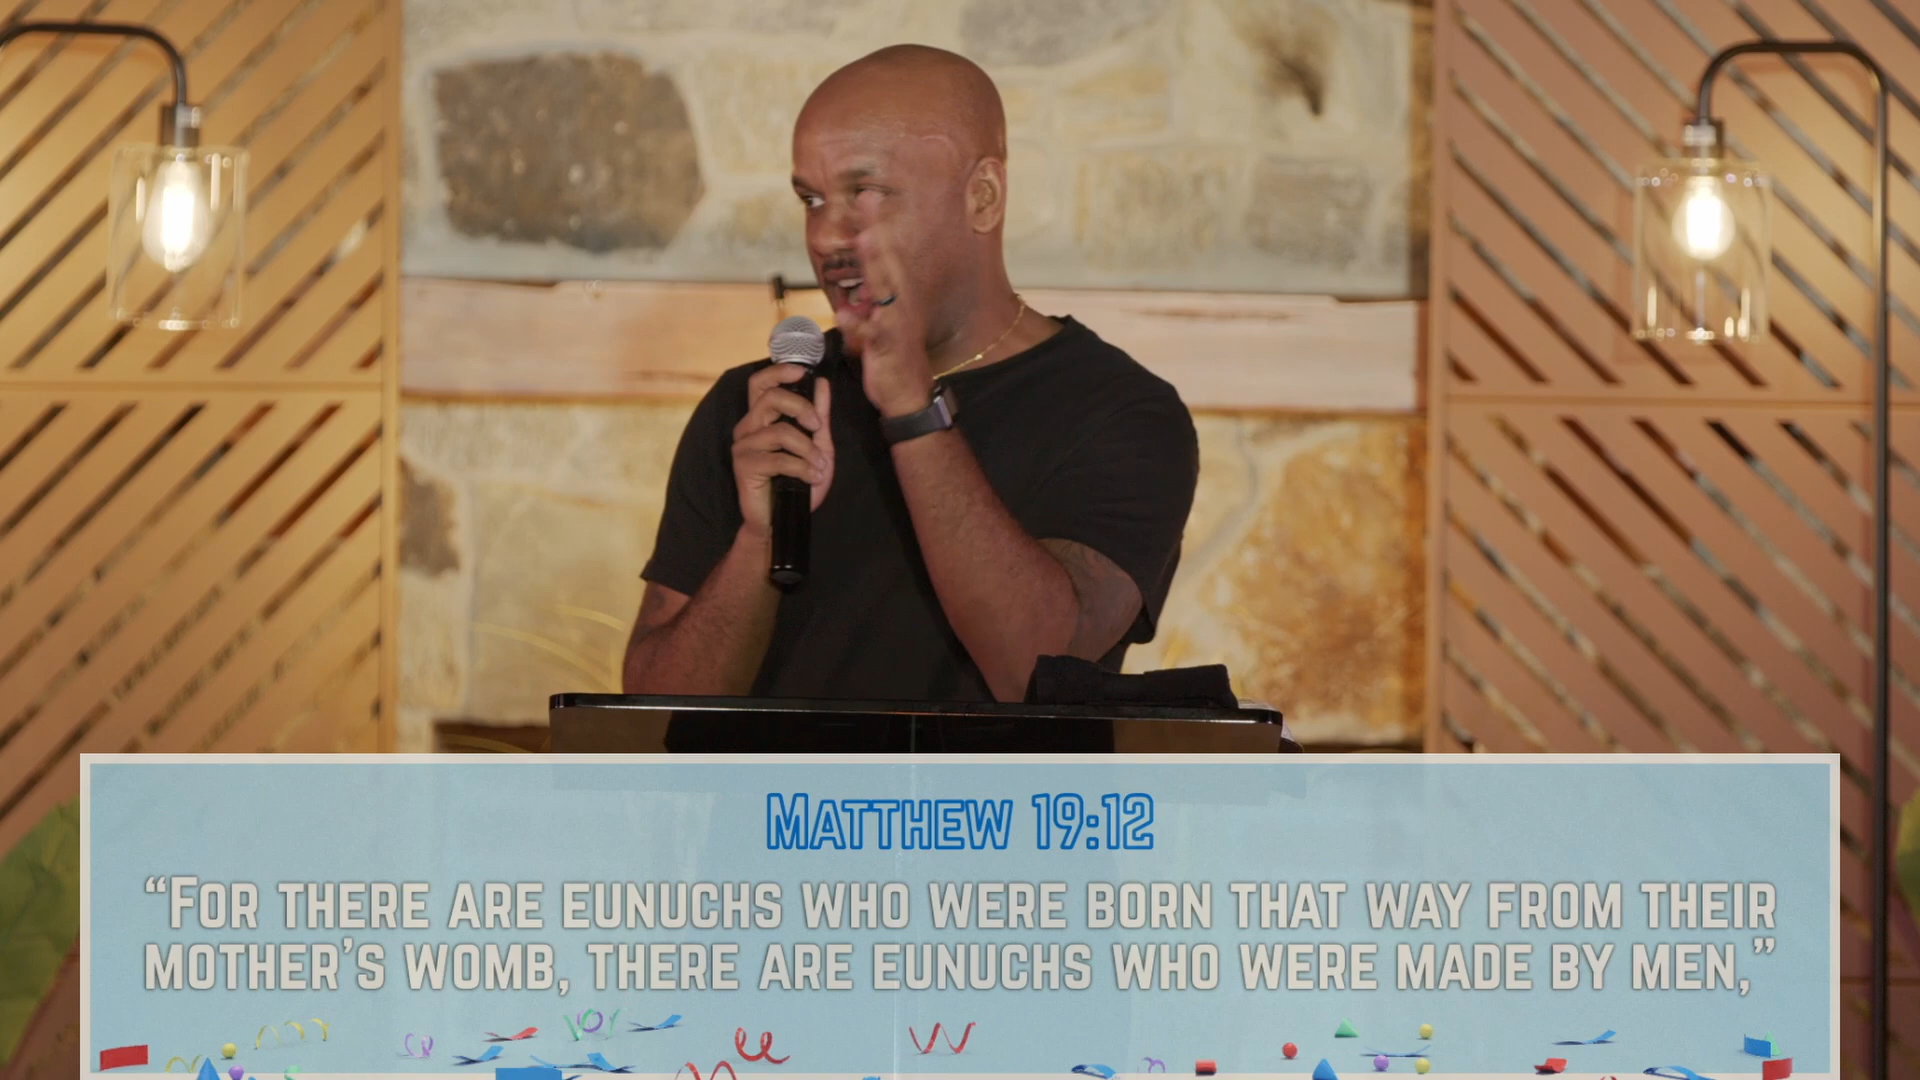 Matthew 19:12
“For there are eunuchs who were born that way from their
mother’s womb, there are eunuchs who were made by men,”